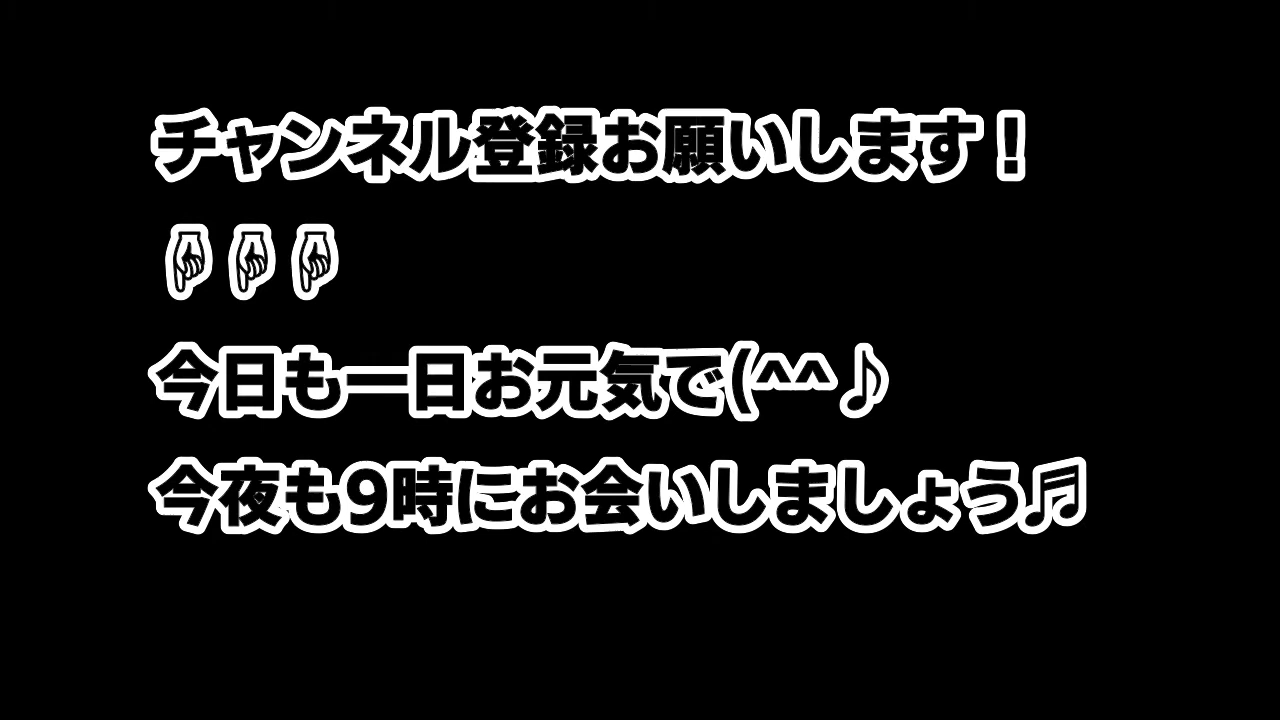 チャンネル登録お願いします！
☟☟☟
今日も一日お元気で(^^♪
今夜も9時にお会いしましょう♬